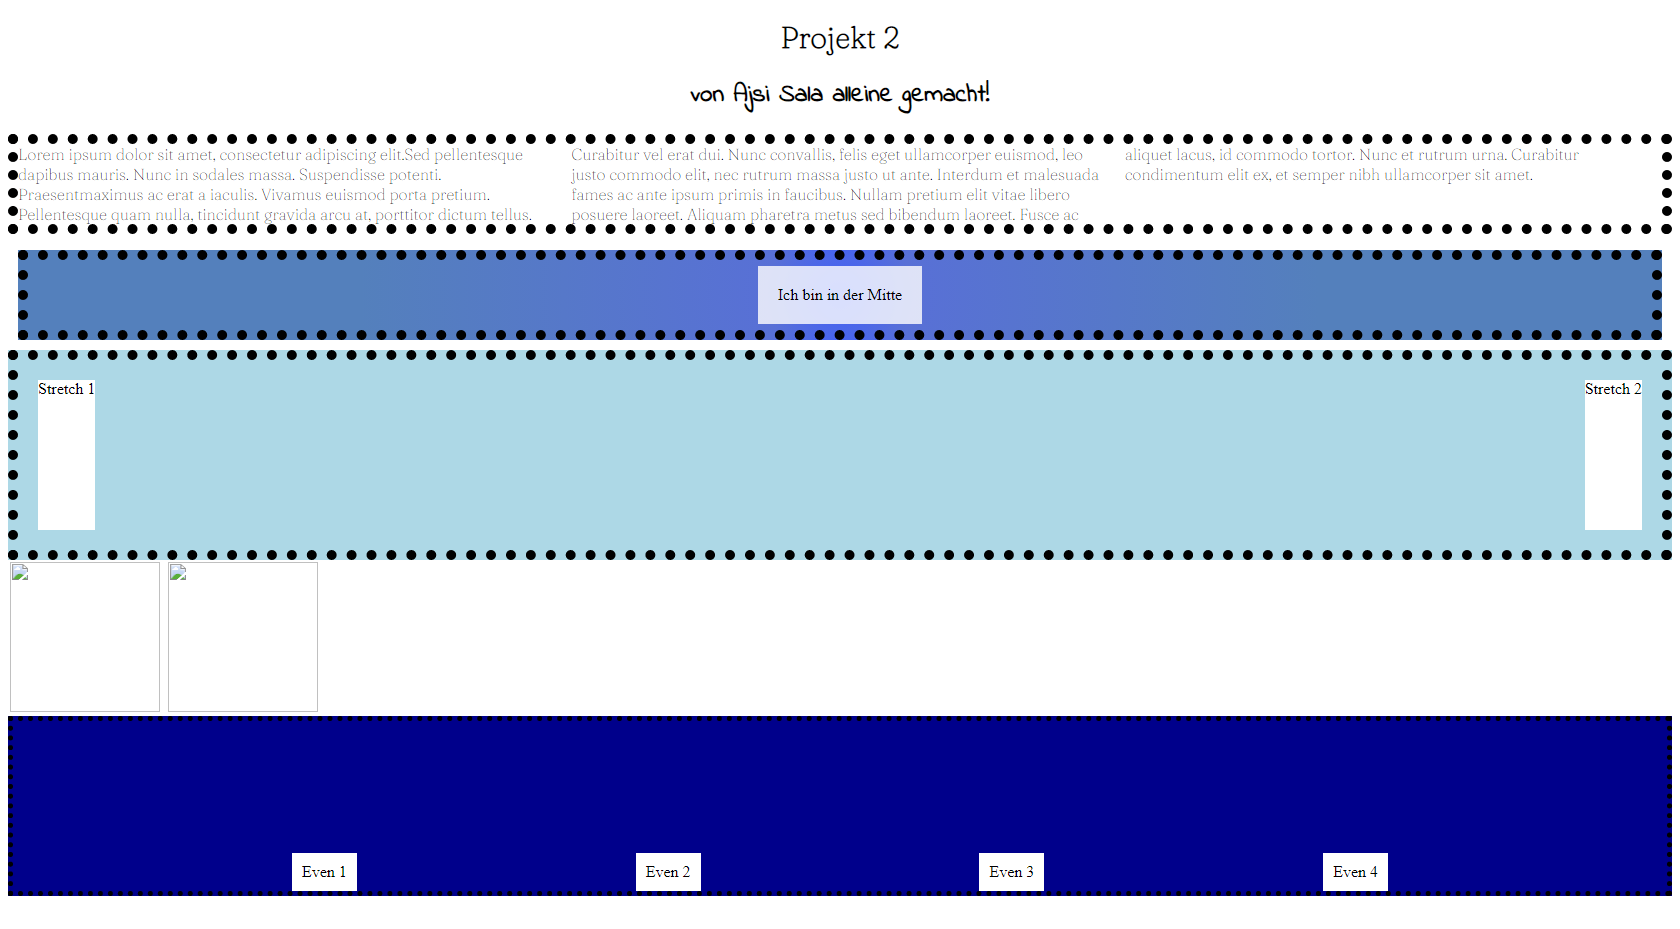 Projekt 2
von Ajsi Sala alleine gemacht!
Lorem ipsum dolor sit amet, consectetur adipiscing elit.Sed pellentesque
dapibus mauris. Nunc in sodales massa. Suspendisse potenti.
Praesentmaximus ac erat a iaculis. Vivamus euismod porta pretium.
Pellentesque quam nulla, tincidunt gravida arcu at, porttitor dictum tellus.
Curabitur vel erat dui. Nunc convallis, felis eget ullamcorper euismod, leo
justo commodo elit, nec rutrum massa justo ut ante. Interdum et malesuada
fames ac ante ipsum primis in faucibus. Nullam pretium elit vitae libero
posuere laoreet. Aliquam pharetra metus sed bibendum laoreet. Fusce ac
aliquet lacus, id commodo tortor. Nunc et rutrum urna. Curabitur
condimentum elit ex, et semper nibh ullamcorper sit amet.
Ich bin in der Mitte
Stretch 1
Stretch 2
Even 1
Even 2
Even 3
Even 4